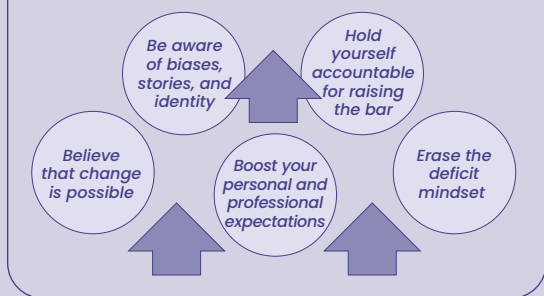 Be aware
of biases,
stories, and
identity
Hold
yourself
accountable
for raising
the bar
Believe
that change
is possible
Boost your
personal and
professional
expectations
Erase the
deficit
mindset